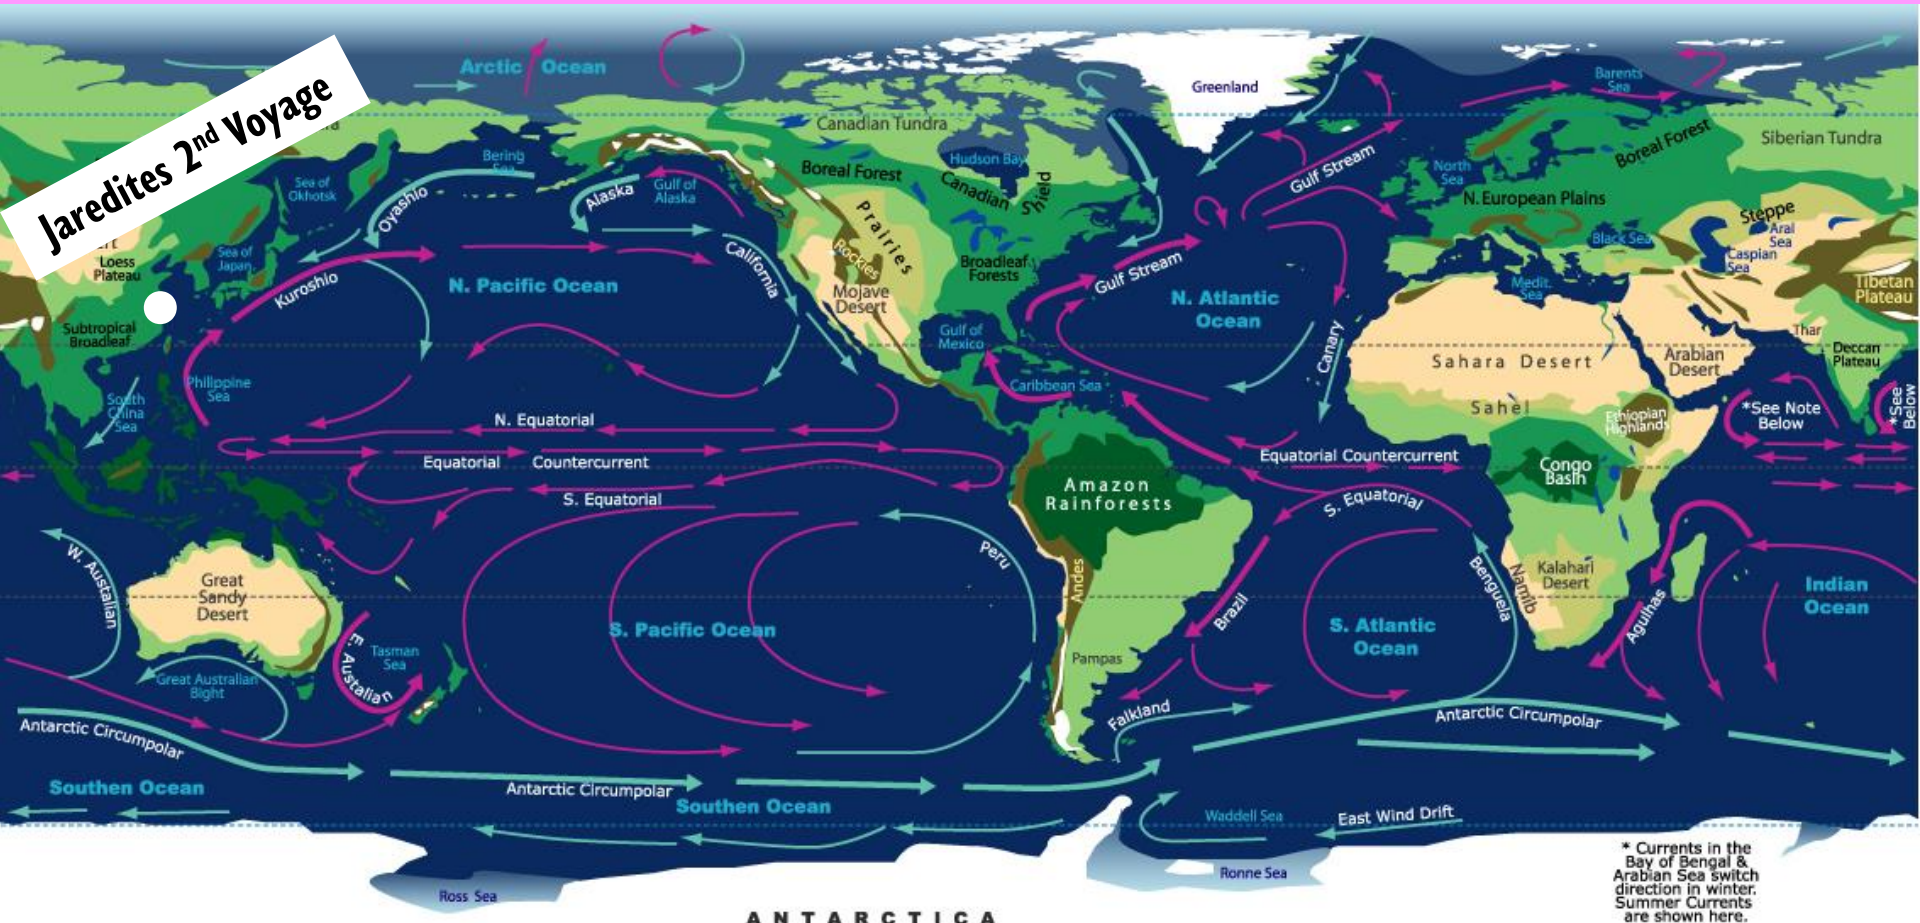 Jaredites 2nd Voyage
Arctic Ocean
Greenland
Barents
Sea
Canadian Tundra
Siberian Tundra
Boreal Forest
Bering
Sea
Hudson Bay
Boreal Forest
Canadian
Shield
North
Sea
Sea of
Okhotsk
Oyashio
Alaska
Gulf of
Alaska
Gulf Stream
N. European Plains
Prairies
Steppe
Aral
Sea
Black Sea
Caspian
Sea
Loess
Plateau
Sea of
Japan
California
Rockies
Broadleaf
Forests
Gulf Stream
Medit.
Sea
Tibetan
Plateau
Kuroshio
N. Pacific Ocean
Mojave
Desert
N. Atlantic
Ocean
Subtropical
Broadleaf
Gulf of
Mexico
Canary
Sahara Desert
Arabian
Desert
Thar
Deccan
Plateau
Philippine
Sea
South
China
Sea
Caribbean Sea
Sahel
Ethiopian
Highlands
*See Note
Below
*See
Below
N. Equatorial
Equatorial Countercurrent
S. Equatorial
Equatorial Countercurrent
Congo
Basin
Amazon
Rainforests
S. Equatorial
W. Austalian
Great
Sandy
Desert
Peru
Andes
Benguela
Namib
Kalahari
Desert
Agulhas
Indian
Ocean
Brazil
S. Pacific Ocean
S. Atlantic
Ocean
E. Austalian
Tasman
Sea
Pampas
Great Australian
Bight
Falkland
Antarctic Circumpolar
Antarctic Circumpolar
Southen Ocean
Antarctic Circumpolar
Southen Ocean
Waddell Sea
East Wind Drift
Ross Sea
Ronne Sea
ANTARCTICA
* Currents in the
Bay of Bengal &
Arabian Sea switch
direction in winter.
Summer Currents
are shown here.